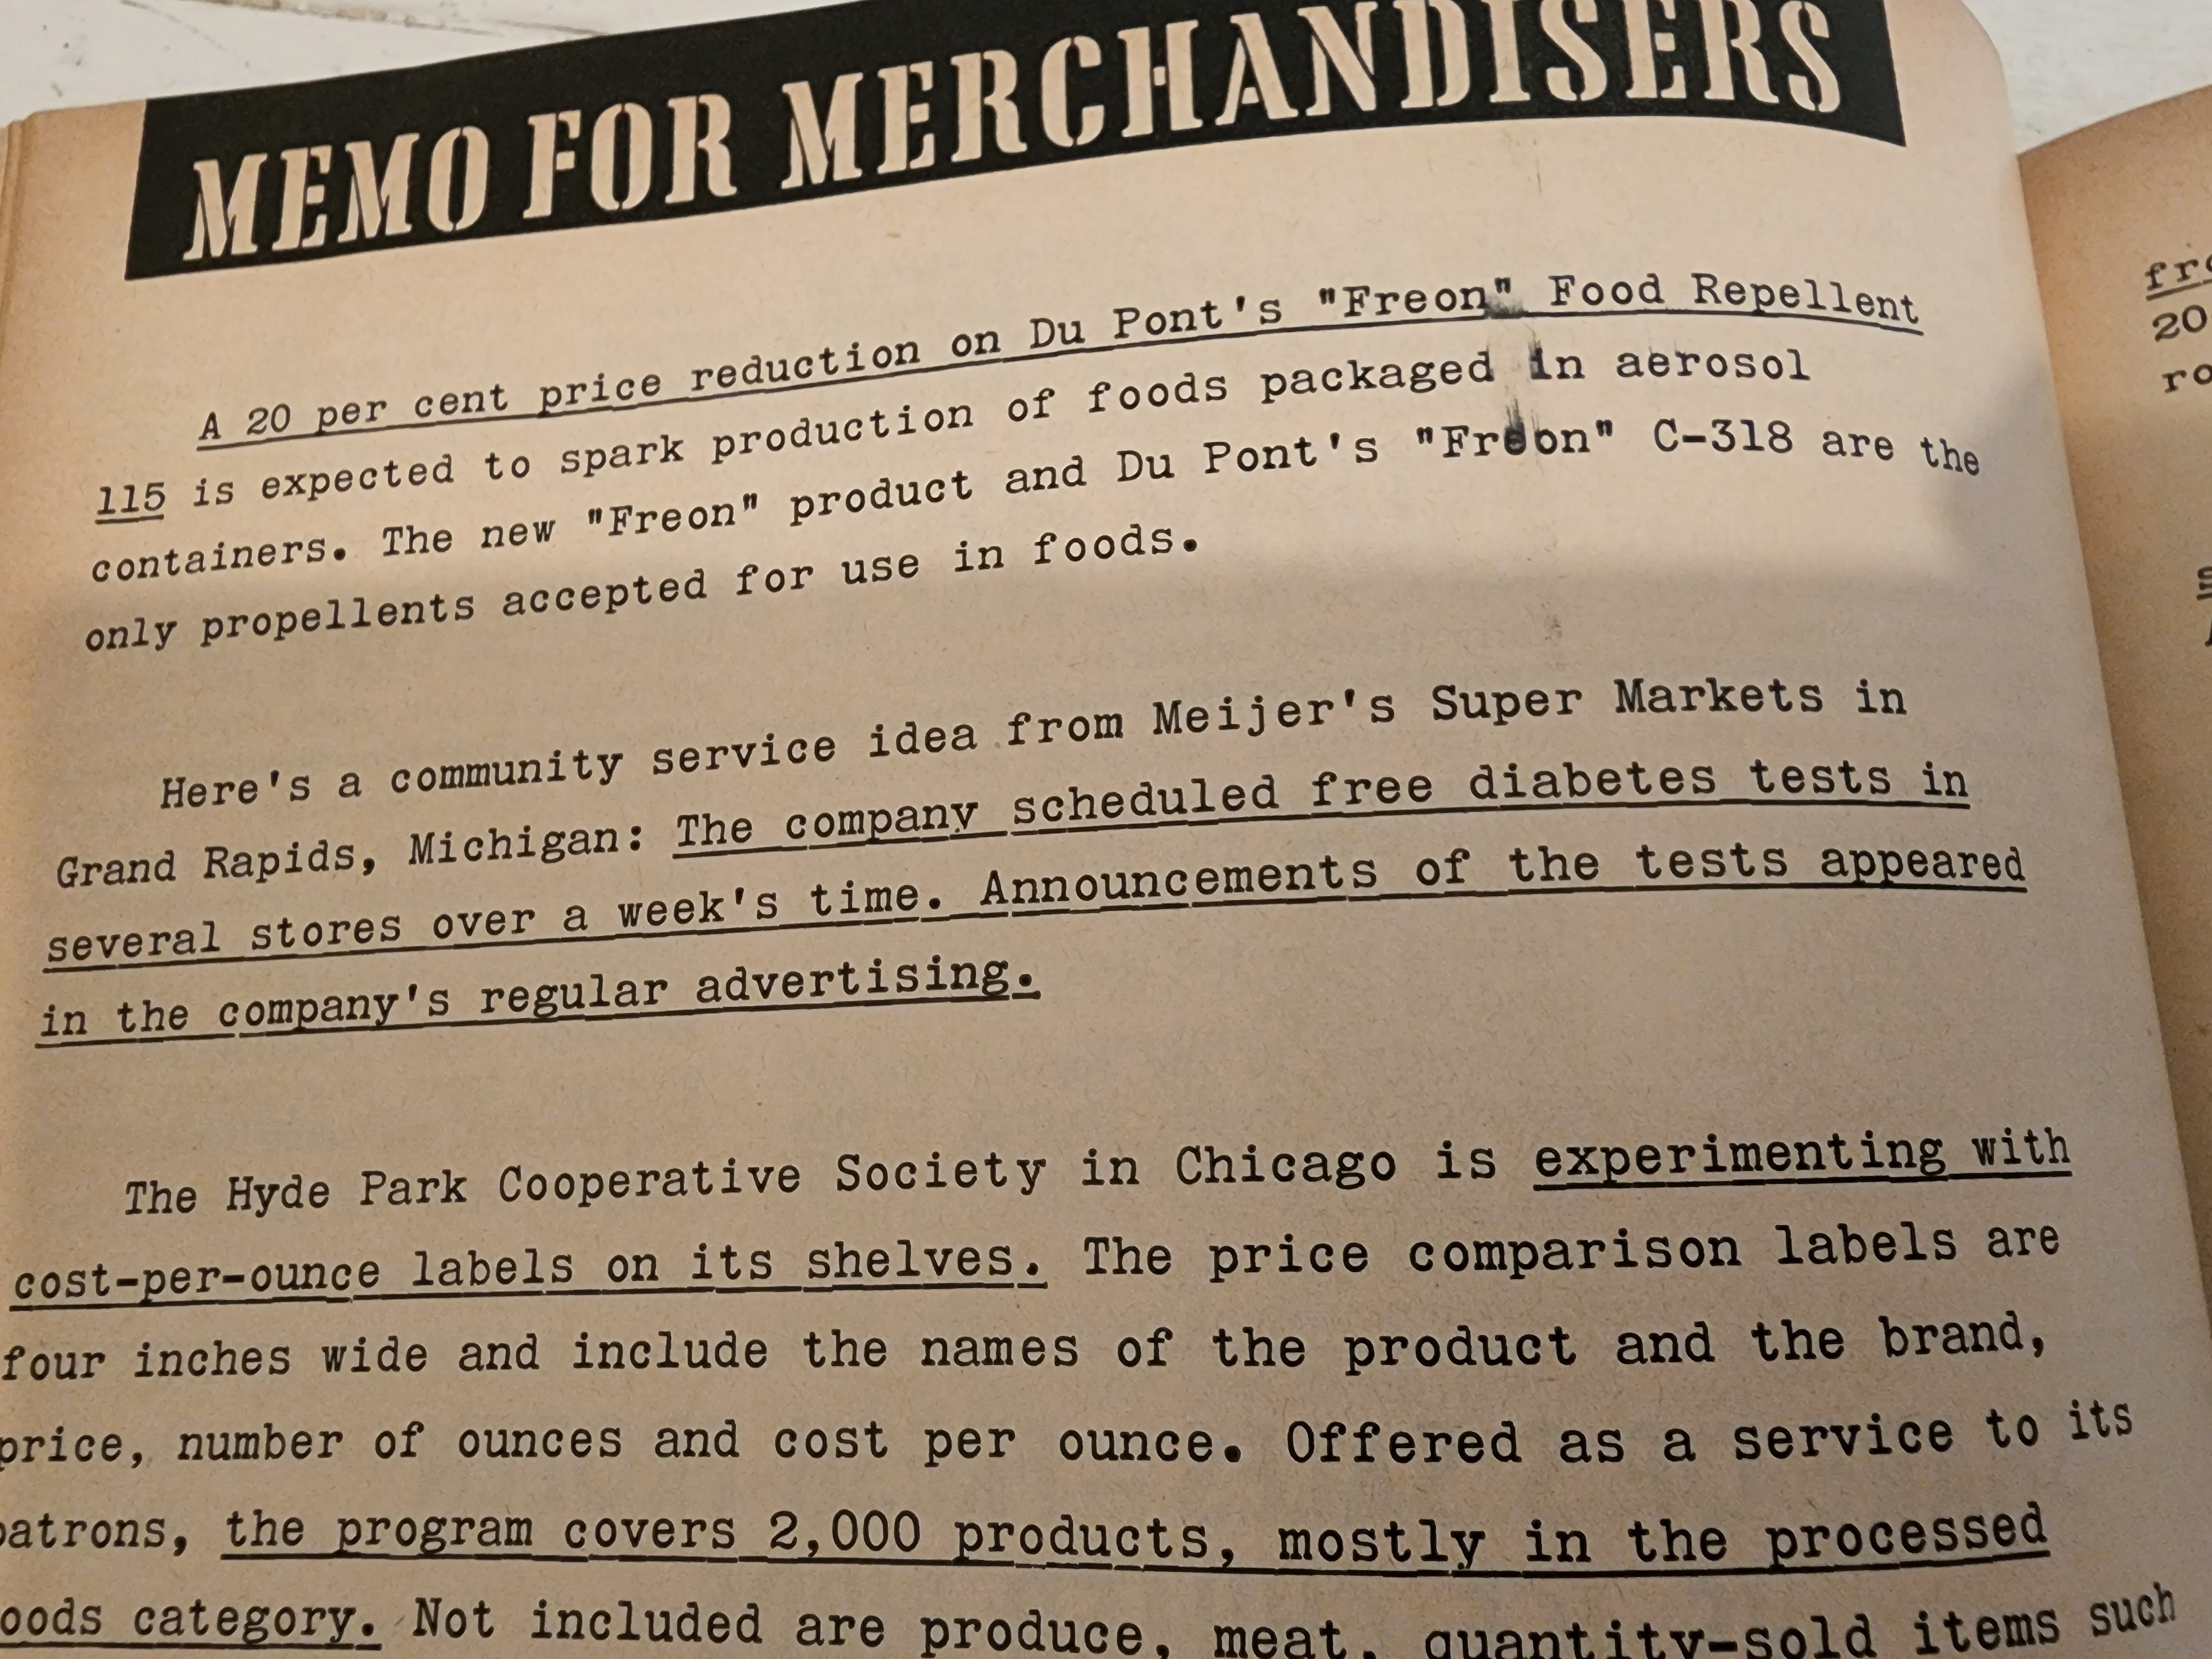 MEMO FOR MERCHANDISERS
A 20 per cent price reduction on Du Pont's "Freon" Food Repellent
115 is expected to spark production of foods packaged in aerosol
containers. The new "Freon" product and Du Pont's "Freon" C-318 are the
only propellents accepted for use in foods.
Here's a community service idea from Meijer's Super Markets in
Grand Rapids, Michigan: The company scheduled free diabetes tests in
several stores over a week's time. Announcements of the tests appeared
in the company's regular advertising.
The Hyde Park Cooperative Society in Chicago is experimenting with
cost-per-ounce labels on its shelves. The price comparison labels are
four inches wide and include the names of the product and the brand,
price, number of ounces and cost per ounce. Offered as a service to its
patrons, the program covers 2,000 products, mostly in the processed
oods category. Not included are produce, meat, quantity-sold items such
20